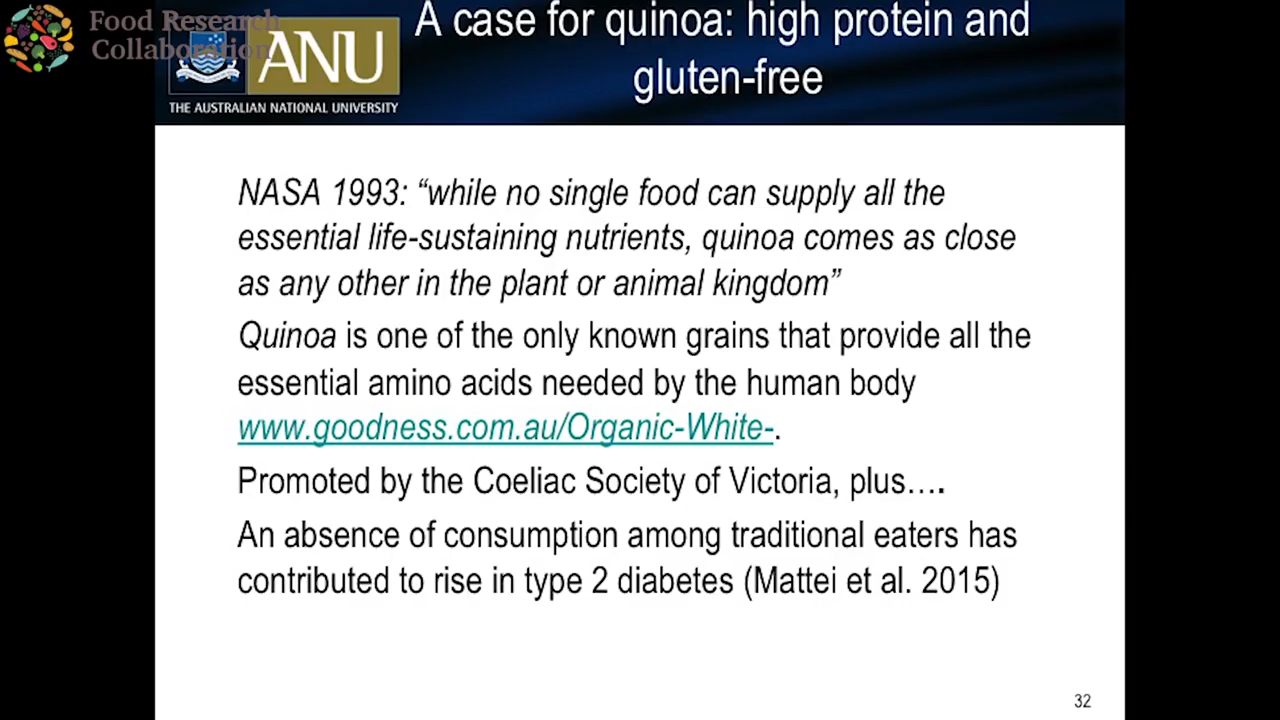 Food Research
Collaboration
ANU
THE AUSTRALIAN NATIONAL UNIVERSITY
A case for quinoa: high protein and
gluten-free
NASA 1993: “while no single food can supply all the
essential life-sustaining nutrients, quinoa comes as close
as any other in the plant or animal kingdom”
Quinoa is one of the only known grains that provide all the
essential amino acids needed by the human body
www.goodness.com.au/Organic-White-.
Promoted by the Coeliac Society of Victoria, plus….
An absence of consumption among traditional eaters has
contributed to rise in type 2 diabetes (Mattei et al. 2015)
32